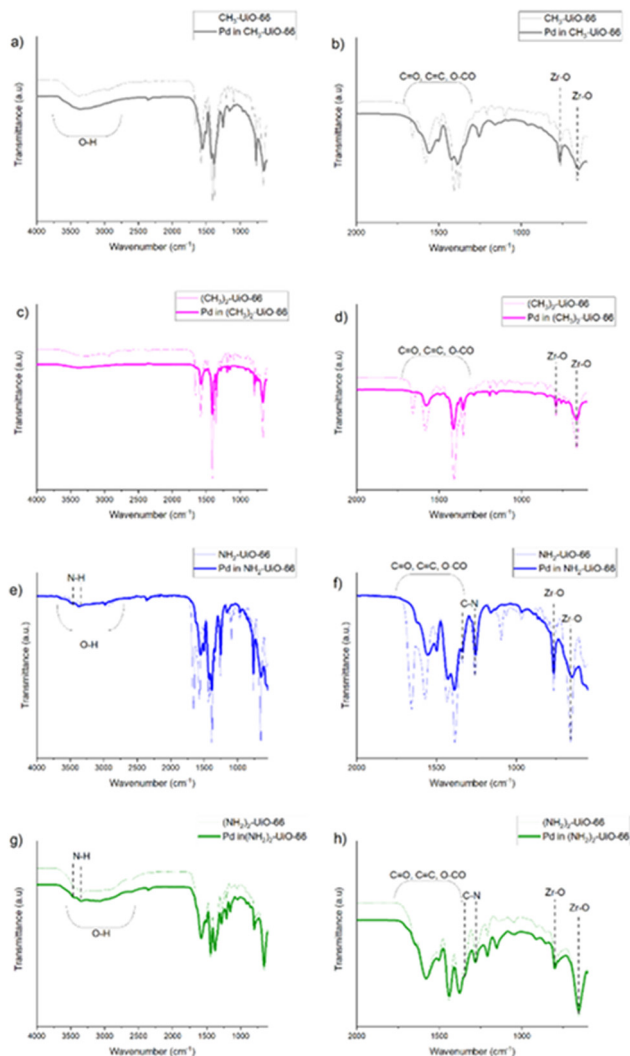 a)
CH₃-UiO-66
Pd in CH₃-UiO-66
Transmittance (a.u)
O-H
4000 3500 3000 2500 2000 1500 1000
Wavenumber (cm⁻¹)
b)
CH₃-UiO-66
Pd in CH₃-UiO-66
Transmittance (a.u)
C=O, C=C, O-CO
Zr-O
Zr-O
2000 1500 1000
Wavenumber (cm⁻¹)
c)
(CH₃)₂-UiO-66
Pd in (CH₃)₂-UiO-66
Transmittance (a.u)
4000 3500 3000 2500 2000 1500 1000
Wavenumber (cm⁻¹)
d)
(CH₃)₂-UiO-66
Pd in (CH₃)₂-UiO-66
Transmittance (a.u)
C=O, C=C, O-CO
Zr-O
Zr-O
2000 1500 1000
Wavenumber (cm⁻¹)
e)
NH₂-UiO-66
Pd in NH₂-UiO-66
Transmittance (a.u.)
N-H
O-H
4000 3500 3000 2500 2000 1500 1000
Wavenumber (cm⁻¹)
f)
NH₂-UiO-66
Pd in NH₂-UiO-66
Transmittance (a.u.)
C=O, C=C, O-CO
C-N
Zr-O
Zr-O
2000 1500 1000
Wavenumber (cm⁻¹)
g)
(NH₂)₂-UiO-66
Pd in(NH₂)₂-UiO-66
Transmittance (a.u)
N-H
O-H
4000 3500 3000 2500 2000 1500 1000
Wavenumber (cm⁻¹)
h)
(NH₂)₂-UiO-66
Pd in (NH₂)₂-UiO-66
Transmittance (a.u)
C=O, C=C, O-CO
C-N
Zr-O
Zr-O
2000 1500 1000
Wavenumber (cm⁻¹)